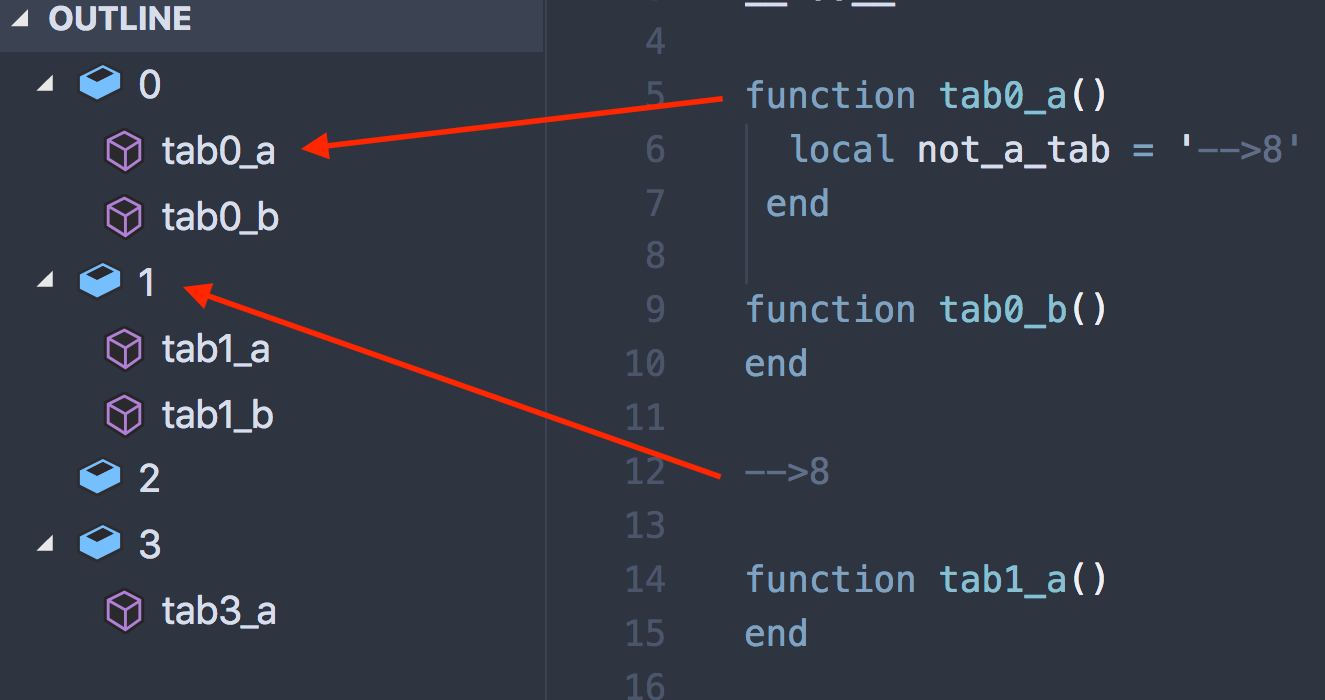 OUTLINE
0
tab0_a
tab0_b
1
tab1_a
tab1_b
2
3
tab3_a
4
5 function tab0_a()
6 local not_a_tab = '-->8'
7 end
8
9 function tab0_b()
10 end
11
12 -->8
13
14 function tab1_a()
15 end
16